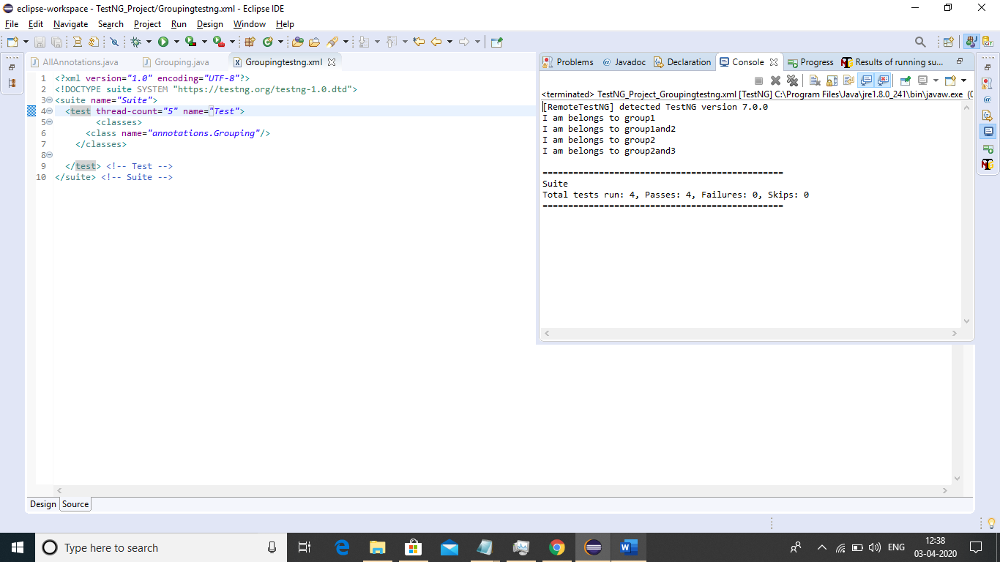 eclipse-workspace - TestNG_Project/Groupingtestng.xml - Eclipse IDE
File Edit Navigate Search Project Run Design Window Help
AllAnnotations.java Grouping.java Groupingtestng.xml
1 <?xml version="1.0" encoding="UTF-8"?>
2 <!DOCTYPE suite SYSTEM "https://testng.org/testng-1.0.dtd">
3 <suite name="Suite">
4 <test thread-count="5" name="Test">
5 <classes>
6 <class name="annotations.Grouping"/>
7 </classes>
8
9 </test> <!-- Test -->
10 </suite> <!-- Suite -->
Problems @ Javadoc Declaration Console Progress Results of running su...
<terminated> TestNG_Project_Groupingtestng.xml [TestNG] C:\Program Files\Java\jre1.8.0_241\bin\javaw.exe (0
[RemoteTestNG] detected TestNG version 7.0.0
I am belongs to group1
I am belongs to group1and2
I am belongs to group2
I am belongs to group2and3
===============================================
Suite
Total tests run: 4, Passes: 4, Failures: 0, Skips: 0
===============================================
Design Source
Type here to search
ENG
12:38
03-04-2020